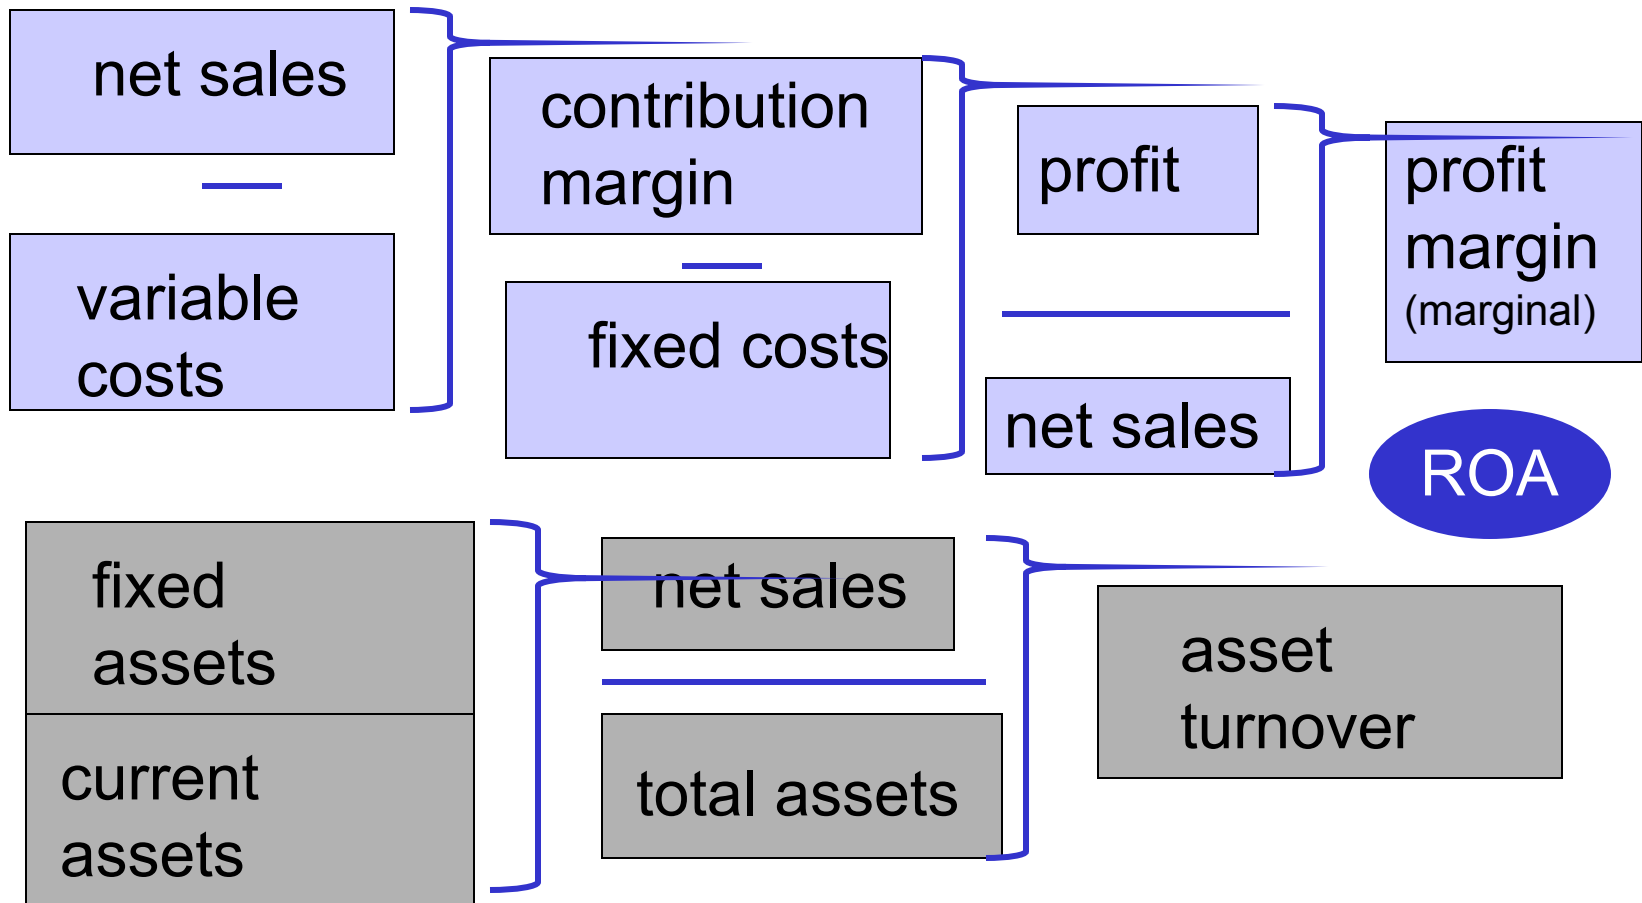 net sales
variable
costs
contribution
margin
fixed costs
profit
net sales
profit
margin
(marginal)
ROA
fixed
assets
current
assets
net sales
total assets
asset
turnover